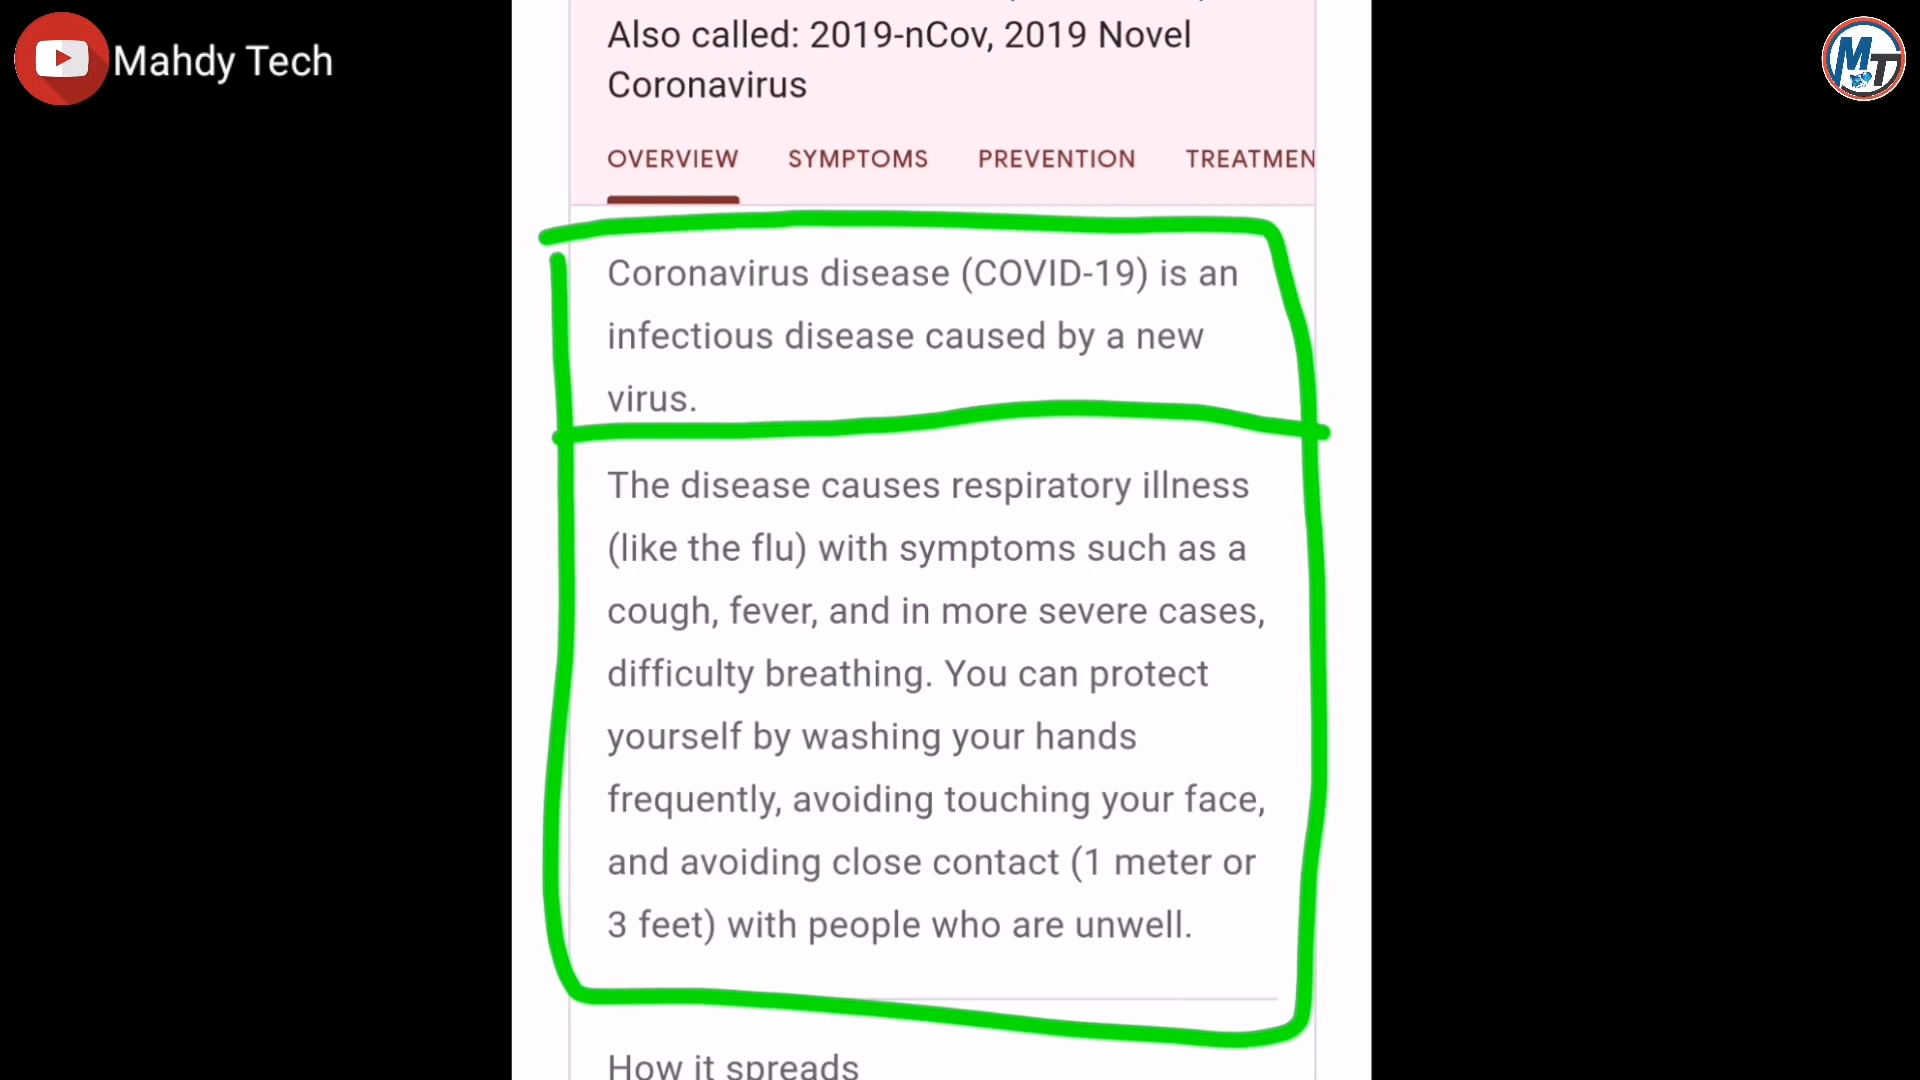 Mahdy Tech
MT
Also called: 2019-nCov, 2019 Novel
Coronavirus
OVERVIEW SYMPTOMS PREVENTION TREATMEN
Coronavirus disease (COVID-19) is an
infectious disease caused by a new
virus.
The disease causes respiratory illness
(like the flu) with symptoms such as a
cough, fever, and in more severe cases,
difficulty breathing. You can protect
yourself by washing your hands
frequently, avoiding touching your face,
and avoiding close contact (1 meter or
3 feet) with people who are unwell.
How it spreads